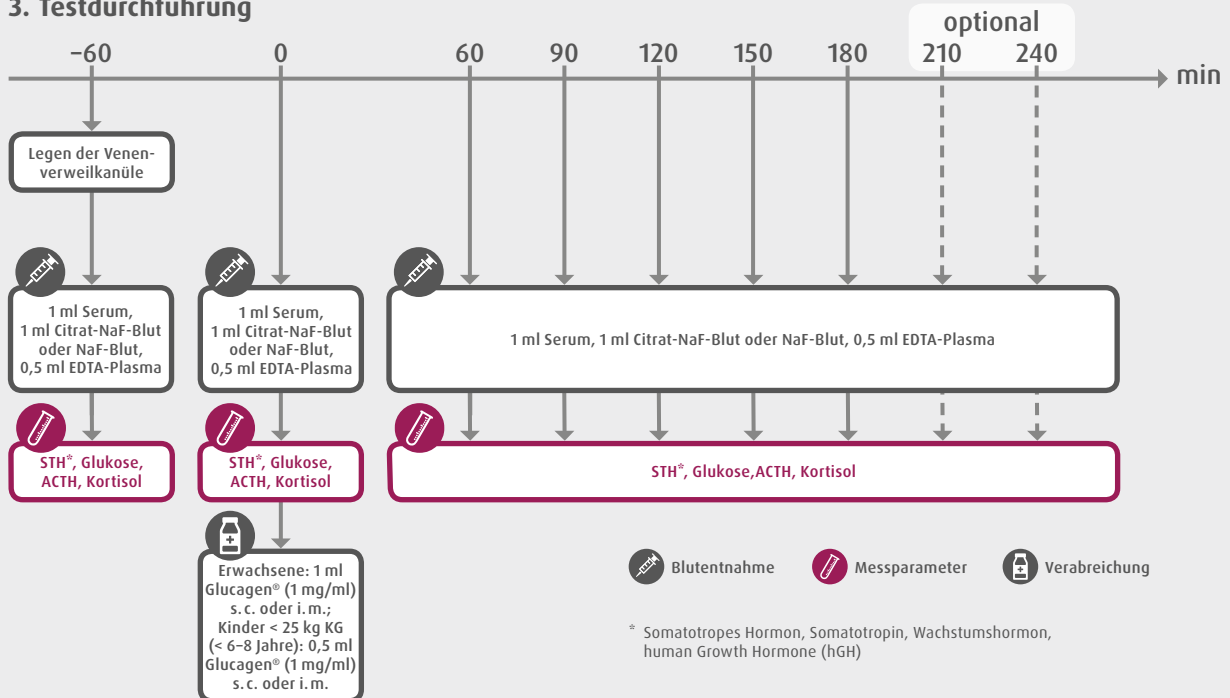 3. Testdurchführung
optional
−60 0 60 90 120 150 180 210 240
min
Legen der Venen-
verweilkanüle
1 ml Serum,
1 ml Citrat-NaF-Blut
oder NaF-Blut,
0,5 ml EDTA-Plasma
1 ml Serum,
1 ml Citrat-NaF-Blut
oder NaF-Blut,
0,5 ml EDTA-Plasma
1 ml Serum, 1 ml Citrat-NaF-Blut oder NaF-Blut, 0,5 ml EDTA-Plasma
STH*, Glukose,
ACTH, Kortisol
STH*, Glukose,
ACTH, Kortisol
STH*, Glukose,ACTH, Kortisol
Erwachsene: 1 ml
Glucagen® (1 mg/ml)
s. c. oder i. m.;
Kinder < 25 kg KG
(< 6–8 Jahre): 0,5 ml
Glucagen® (1 mg/ml)
s. c. oder i. m.
Blutentnahme
Messparameter
Verabreichung
* Somatotropes Hormon, Somatotropin, Wachstumshormon,
human Growth Hormone (hGH)